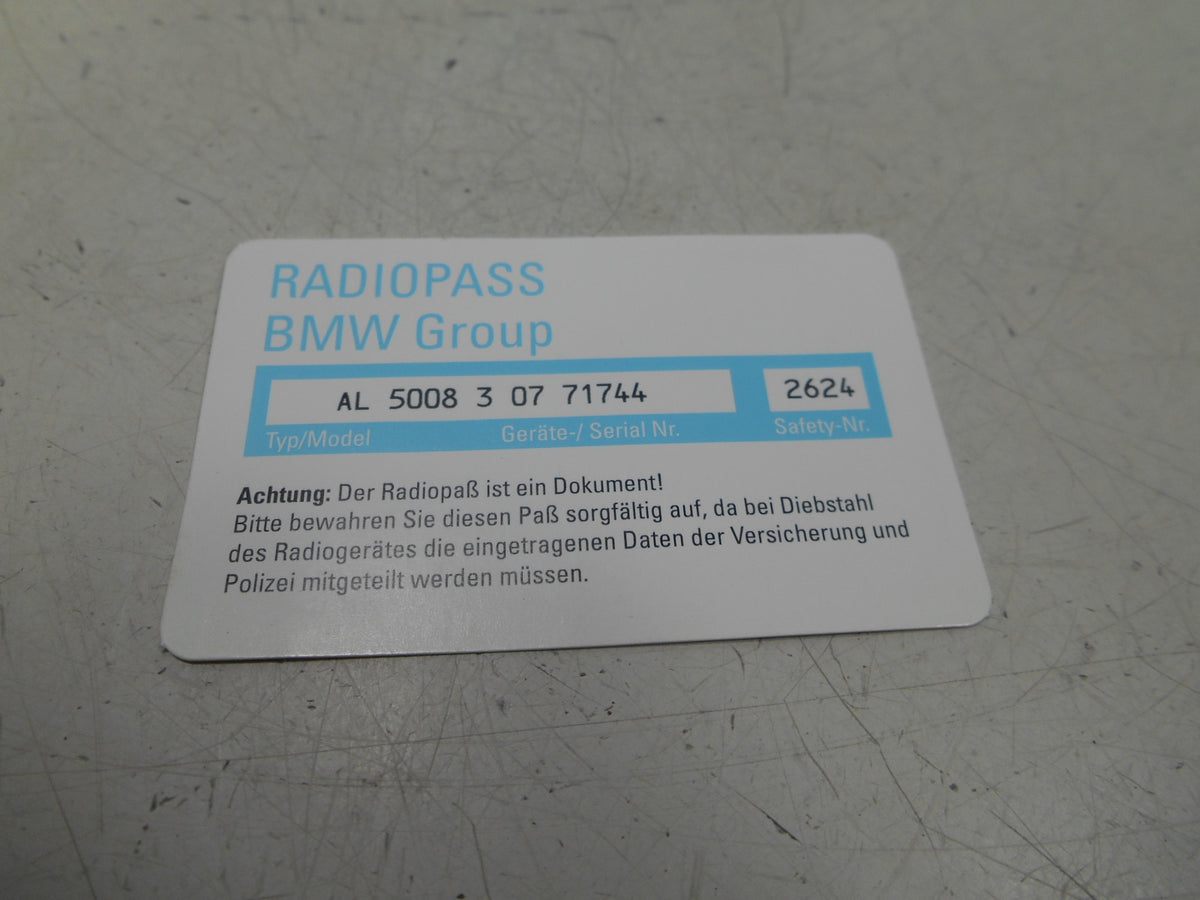 RADIOPASS
BMW Group
AL 5008 3 07 71744 2624
Typ/Model Geräte-/ Serial Nr. Safety-Nr.
Achtung: Der Radiopaß ist ein Dokument!
Bitte bewahren Sie diesen Paß sorgfältig auf, da bei Diebstahl
des Radiogerätes die eingetragenen Daten der Versicherung und
Polizei mitgeteilt werden müssen.